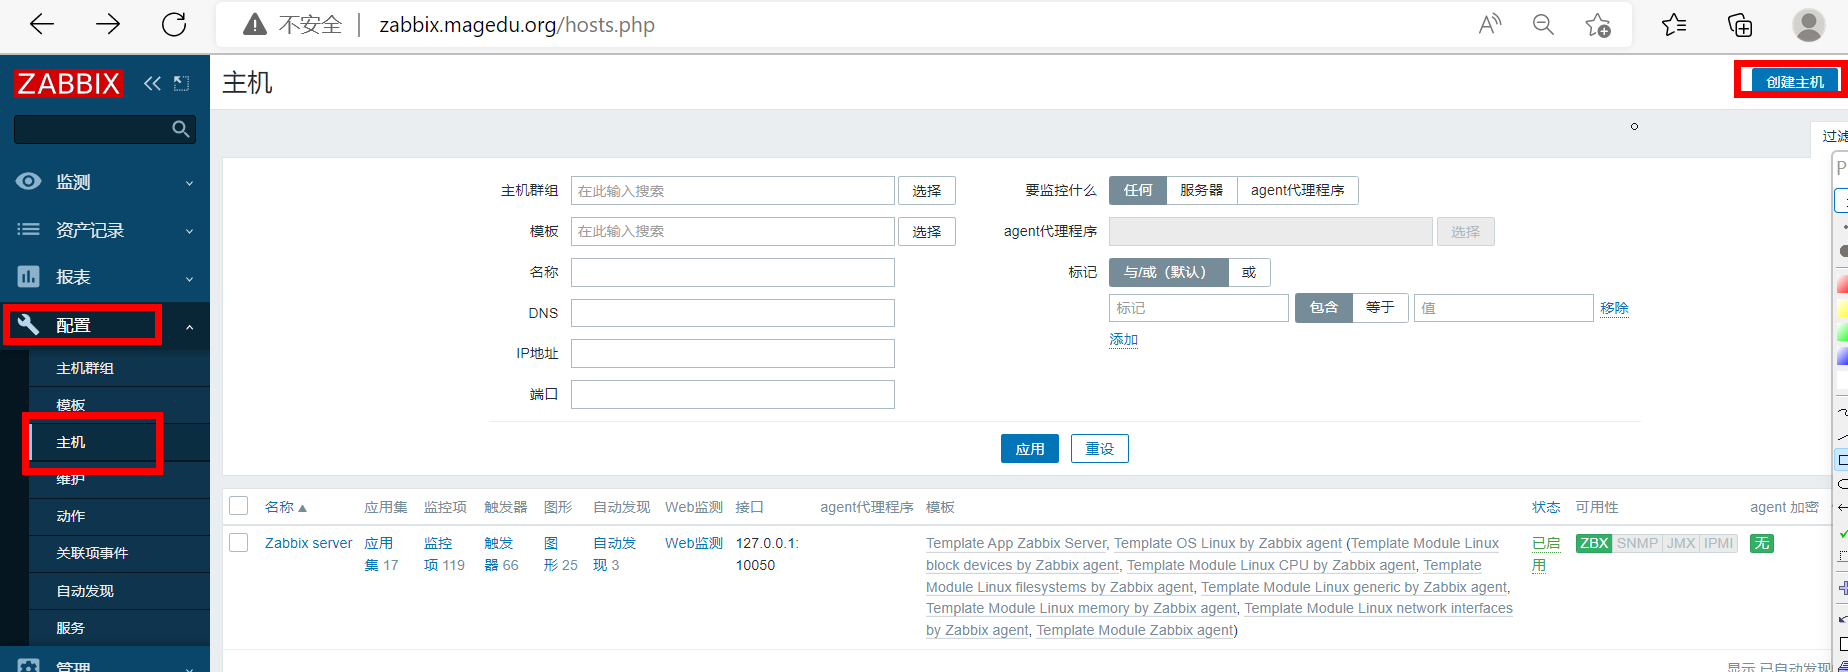 不安全 zabbix.magedu.org/hosts.php
ZABBIX
监测
资产记录
报表
配置
主机群组
模板
主机
维护
动作
关联项事件
自动发现
服务
管理
主机
创建主机
主机群组 在此输入搜索 选择
模板 在此输入搜索 选择
名称
DNS
IP地址
端口
要监控什么 任何 服务器 agent代理程序
agent代理程序 选择
标记 与/或（默认） 或
标记 包含 等于 值 移除
添加
应用 重设
名称 应用集 监控项 触发器 图形 自动发现 Web监测 接口 agent代理程序 模板 状态 可用性 agent 加密
Zabbix server 应用集 17 监控项 119 触发器 66 图形 25 自动发现 3 Web监测 127.0.0.1:10050
Template App Zabbix Server, Template OS Linux by Zabbix agent (Template Module Linux
block devices by Zabbix agent, Template Module Linux CPU by Zabbix agent, Template
Module Linux filesystems by Zabbix agent, Template Module Linux generic by Zabbix agent,
Template Module Linux memory by Zabbix agent, Template Module Linux network interfaces
by Zabbix agent, Template Module Zabbix agent)
已启用 ZBX SNMP JMX IPMI 无